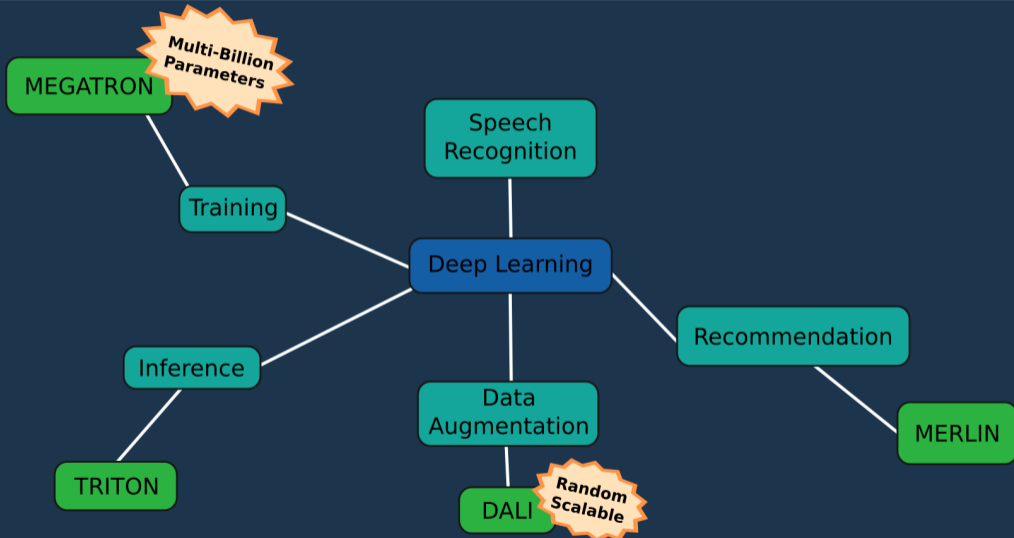 Multi-Billion
Parameters
MEGATRON
Speech
Recognition
Training
Deep Learning
Recommendation
Inference
Data
Augmentation
MERLIN
TRITON
DALI
Random
Scalable